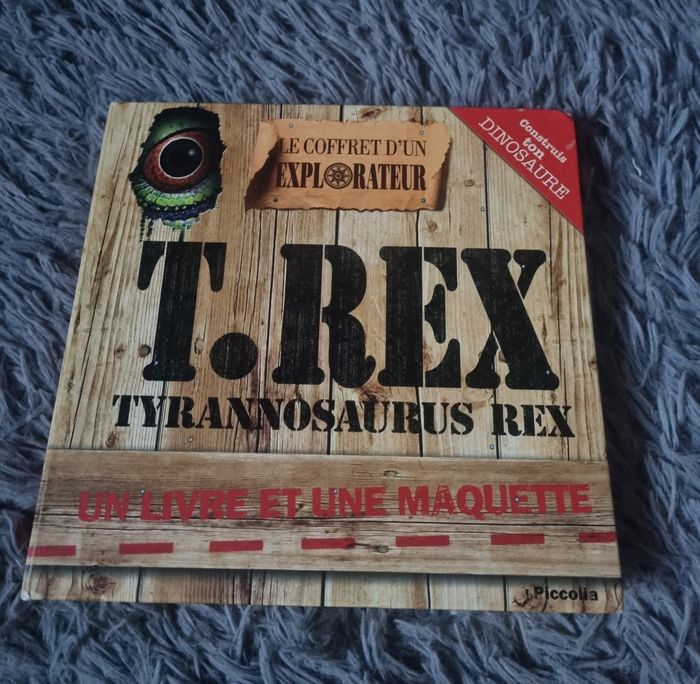 LE COFFRET D'UN
EXPLORATEUR
Construis
ton
DINOSAURE
T.REX
TYRANNOSAURUS REX
UN LIVRE ET UNE MAQUETTE
Piccolia